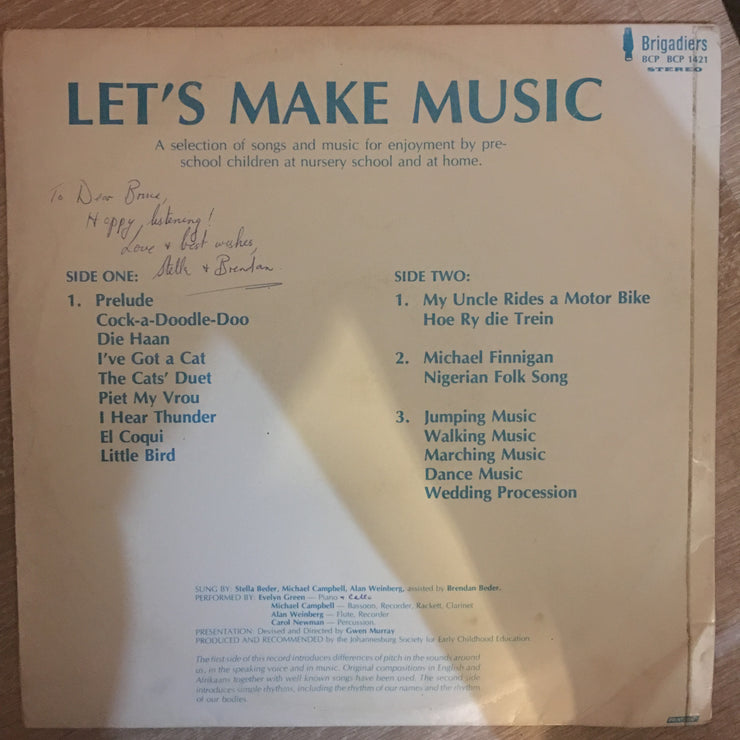 Brigadiers
BCP BCP 1421
STEREO
LET'S MAKE MUSIC
A selection of songs and music for enjoyment by pre-
school children at nursery school and at home.
To Dear Bruce,
Happy listening!
Love & best wishes,
Stella & Brendan.
SIDE ONE:
1. Prelude
Cock-a-Doodle-Doo
Die Haan
I've Got a Cat
The Cats' Duet
Piet My Vrou
I Hear Thunder
El Coqui
Little Bird
SIDE TWO:
1. My Uncle Rides a Motor Bike
Hoe Ry die Trein
2. Michael Finnigan
Nigerian Folk Song
3. Jumping Music
Walking Music
Marching Music
Dance Music
Wedding Procession
SUNG BY: Stella Beder, Michael Campbell, Alan Weinberg, assisted by Brendan Beder.
PERFORMED BY: Evelyn Green — Piano & Cello
Michael Campbell — Bassoon, Recorder, Rackett, Clarinet
Alan Weinberg — Flute, Recorder
Carol Newman — Percussion.
PRESENTATION: Devised and Directed by Gwen Murray
PRODUCED AND RECOMMENDED by the Johannesburg Society for Early Childhood Education.
The first side of this record introduces differences of pitch in the sounds around
us, in the speaking voice and in music. Original compositions in English and
Afrikaans together with well-known songs have been used. The second side
introduces simple rhythms, including the rhythm of our names and the rhythm
of our bodies.